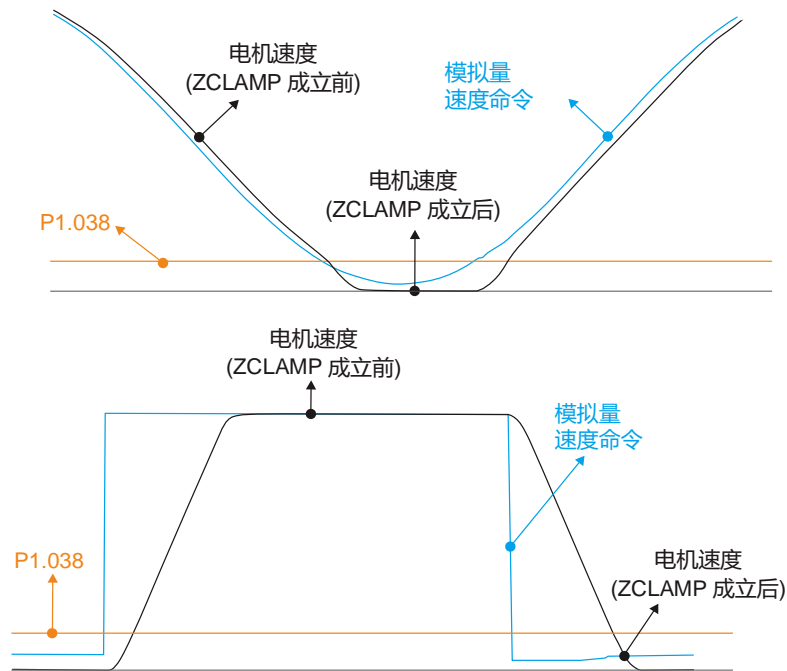 电机速度
(ZCLAMP 成立前)
模拟量
速度命令
电机速度
(ZCLAMP 成立后)
P1.038
电机速度
(ZCLAMP 成立前)
模拟量
速度命令
P1.038
电机速度
(ZCLAMP 成立后)